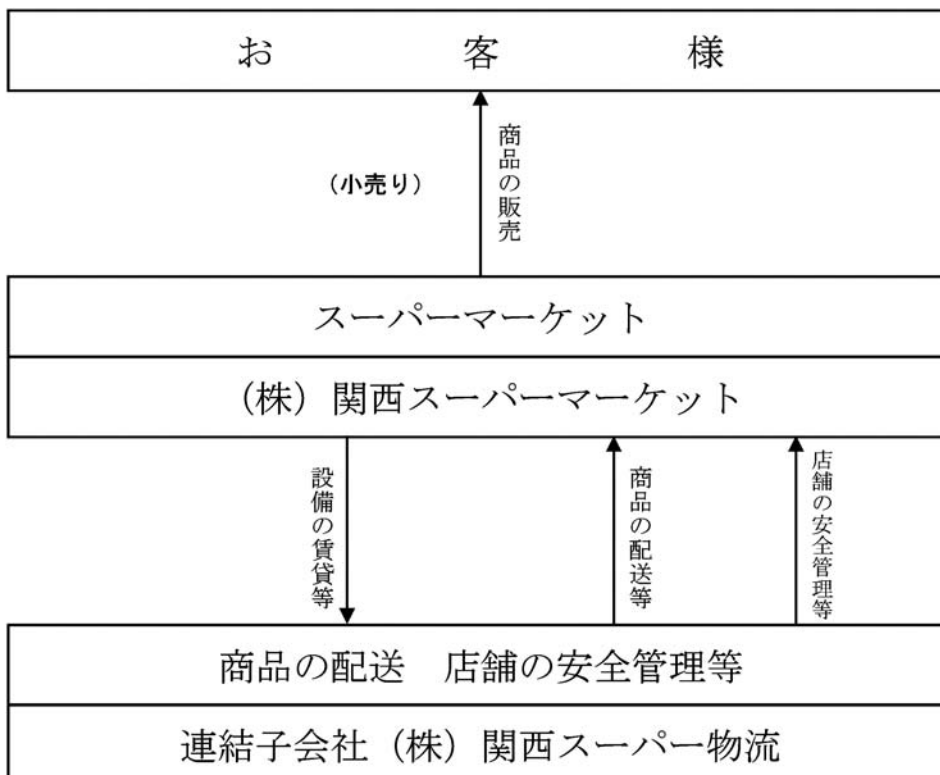 お客様
(小売り)
商品の販売
スーパーマーケット
(株)関西スーパーマーケット
設備の賃貸等
商品の配送等
店舗の安全管理等
商品の配送 店舗の安全管理等
連結子会社(株)関西スーパー物流